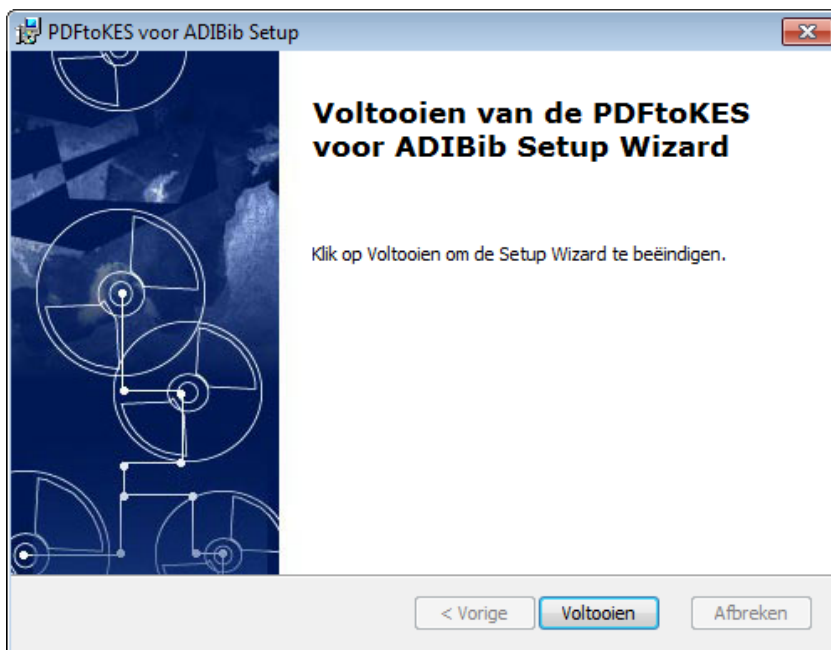 PDFtoKES voor ADIBib Setup
Voltooien van de PDFtoKES
voor ADIBib Setup Wizard
Klik op Voltooien om de Setup Wizard te beëindigen.
< Vorige
Voltooien
Afbreken